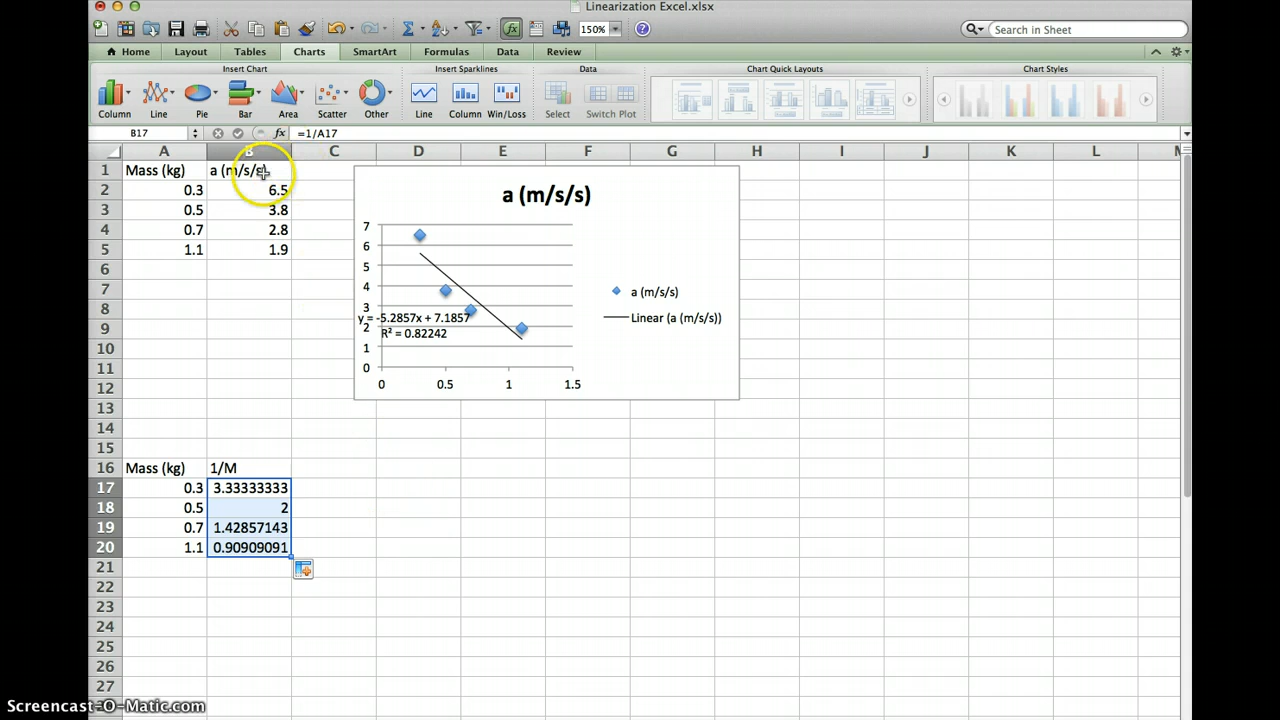 Linearization Excel.xlsx
150%
Search in Sheet
Home Layout Tables Charts SmartArt Formulas Data Review
Insert Chart Insert Sparklines Data Chart Quick Layouts Chart Styles
Column Line Pie Bar Area Scatter Other Line Column Win/Loss Select Switch Plot
B17 fx =1/A17
A B C D E F G H I J K L M
1 Mass (kg) a (m/s/s)
2 0.3 6.5
3 0.5 3.8
4 0.7 2.8
5 1.1 1.9
6
7
8
9
10
11
12
13
14
15
16 Mass (kg) 1/M
17 0.3 3.33333333
18 0.5 2
19 0.7 1.42857143
20 1.1 0.90909091
21
22
23
24
25
26
27
a (m/s/s)
7
6
5
4
3
2
1
0
0 0.5 1 1.5
y = -5.2857x + 7.1857
R² = 0.82242
a (m/s/s)
Linear (a (m/s/s))
Screencast-O-Matic.com